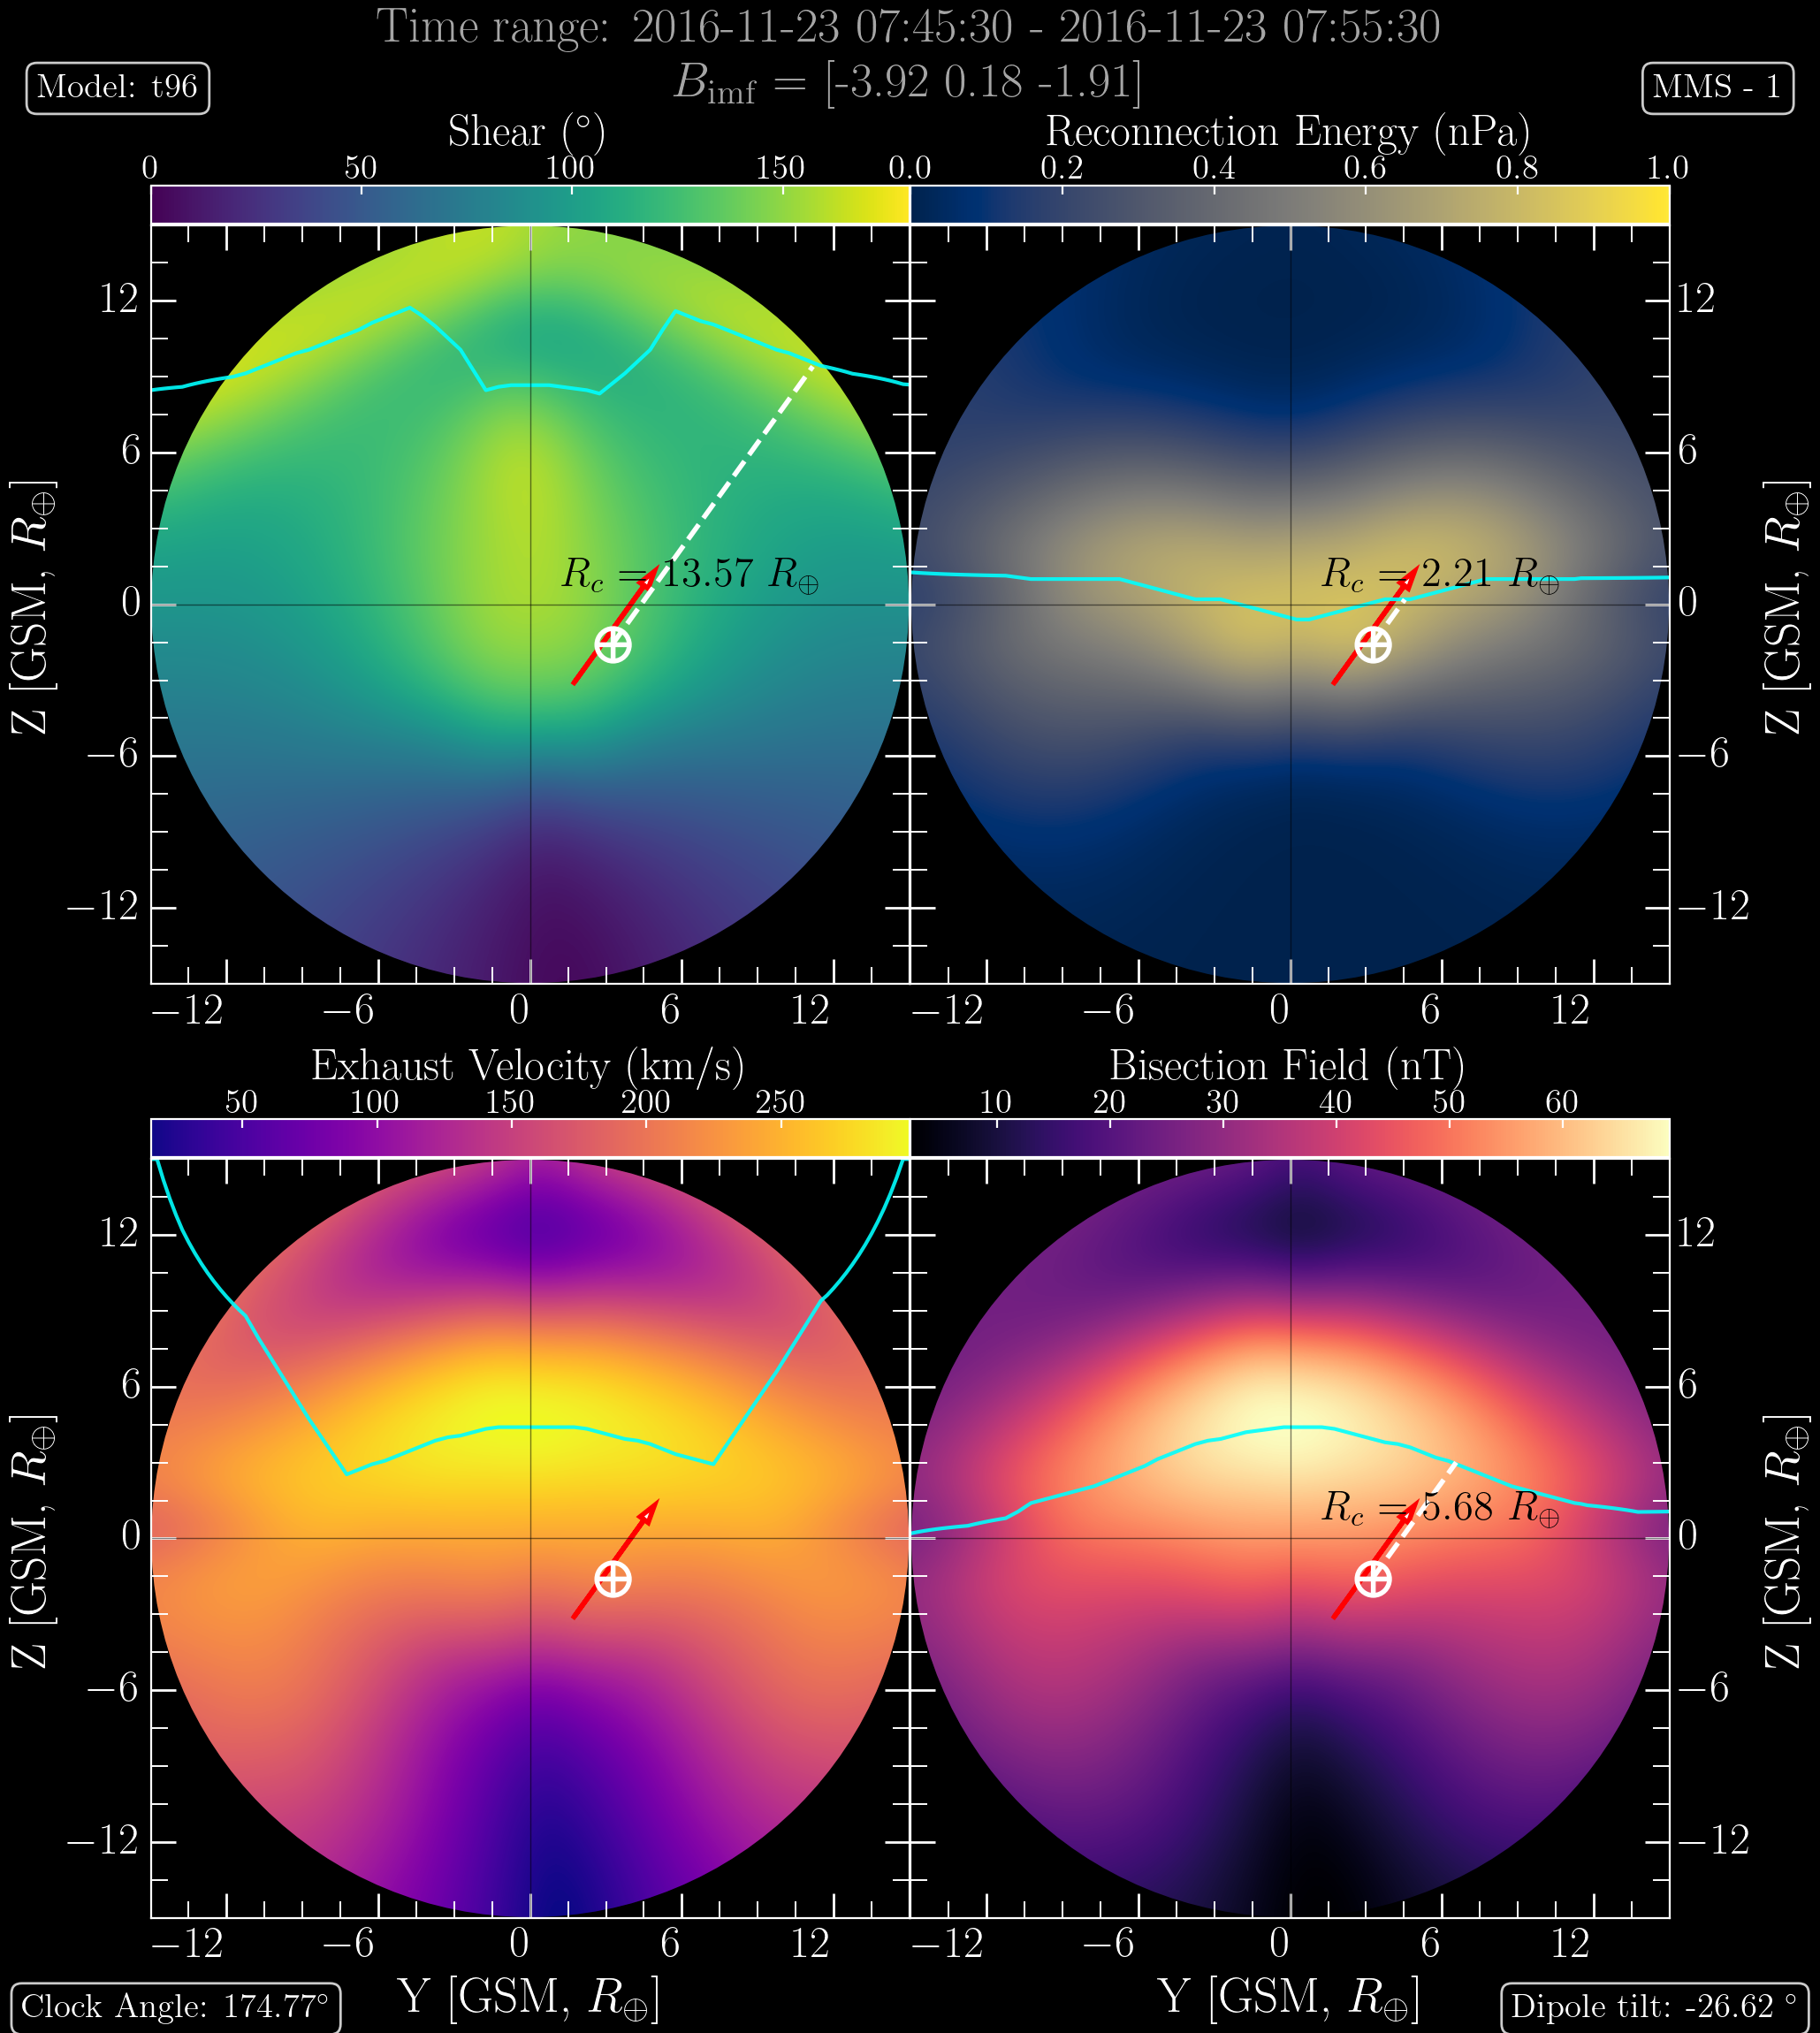 Time range: 2016-11-23 07:45:30 - 2016-11-23 07:55:30
B_imf = [-3.92 0.18 -1.91]
Model: t96
MMS - 1
Shear (°)
Reconnection Energy (nPa)
0 50 100 150
0.0 0.2 0.4 0.6 0.8 1.0
12
6
0
−6
−12
Z [GSM, R⊕]
R_c = 13.57 R⊕
R_c = 2.21 R⊕
12
6
0
−6
−12
Z [GSM, R⊕]
−12 −6 0 6 12
−12 −6 0 6 12
Exhaust Velocity (km/s)
Bisection Field (nT)
50 100 150 200 250
10 20 30 40 50 60
12
6
0
−6
−12
Z [GSM, R⊕]
R_c = 5.68 R⊕
12
6
0
−6
−12
Z [GSM, R⊕]
−12 −6 0 6 12
−12 −6 0 6 12
Y [GSM, R⊕]
Y [GSM, R⊕]
Clock Angle: 174.77°
Dipole tilt: -26.62 °